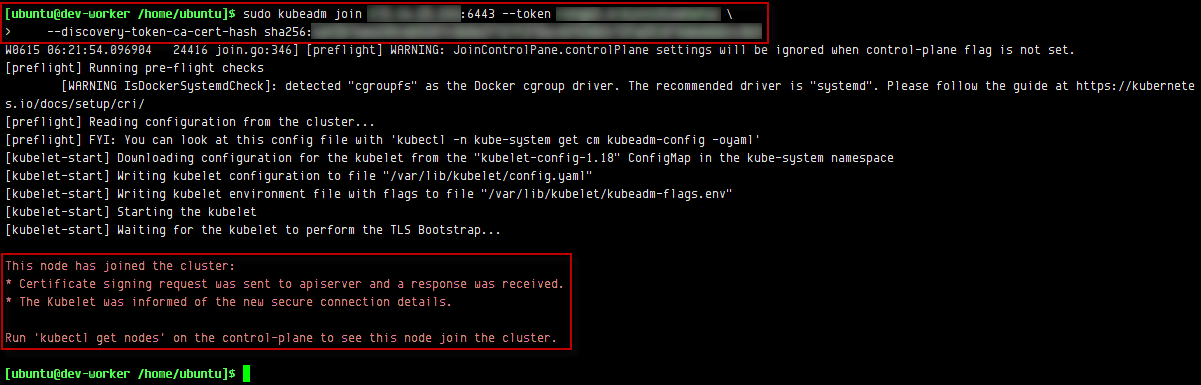 [ubuntu@dev-worker /home/ubuntu]$ sudo kubeadm join :6443 --token \
> --discovery-token-ca-cert-hash sha256:
W0615 06:21:54.096904 24416 join.go:346] [preflight] WARNING: JoinControlPane.controlPlane settings will be ignored when control-plane flag is not set.
[preflight] Running pre-flight checks
[WARNING IsDockerSystemdCheck]: detected "cgroupfs" as the Docker cgroup driver. The recommended driver is "systemd". Please follow the guide at https://kubernete
s.io/docs/setup/cri/
[preflight] Reading configuration from the cluster...
[preflight] FYI: You can look at this config file with 'kubectl -n kube-system get cm kubeadm-config -oyaml'
[kubelet-start] Downloading configuration for the kubelet from the "kubelet-config-1.18" ConfigMap in the kube-system namespace
[kubelet-start] Writing kubelet configuration to file "/var/lib/kubelet/config.yaml"
[kubelet-start] Writing kubelet environment file with flags to file "/var/lib/kubelet/kubeadm-flags.env"
[kubelet-start] Starting the kubelet
[kubelet-start] Waiting for the kubelet to perform the TLS Bootstrap...
This node has joined the cluster:
* Certificate signing request was sent to apiserver and a response was received.
* The Kubelet was informed of the new secure connection details.
Run 'kubectl get nodes' on the control-plane to see this node join the cluster.
[ubuntu@dev-worker /home/ubuntu]$